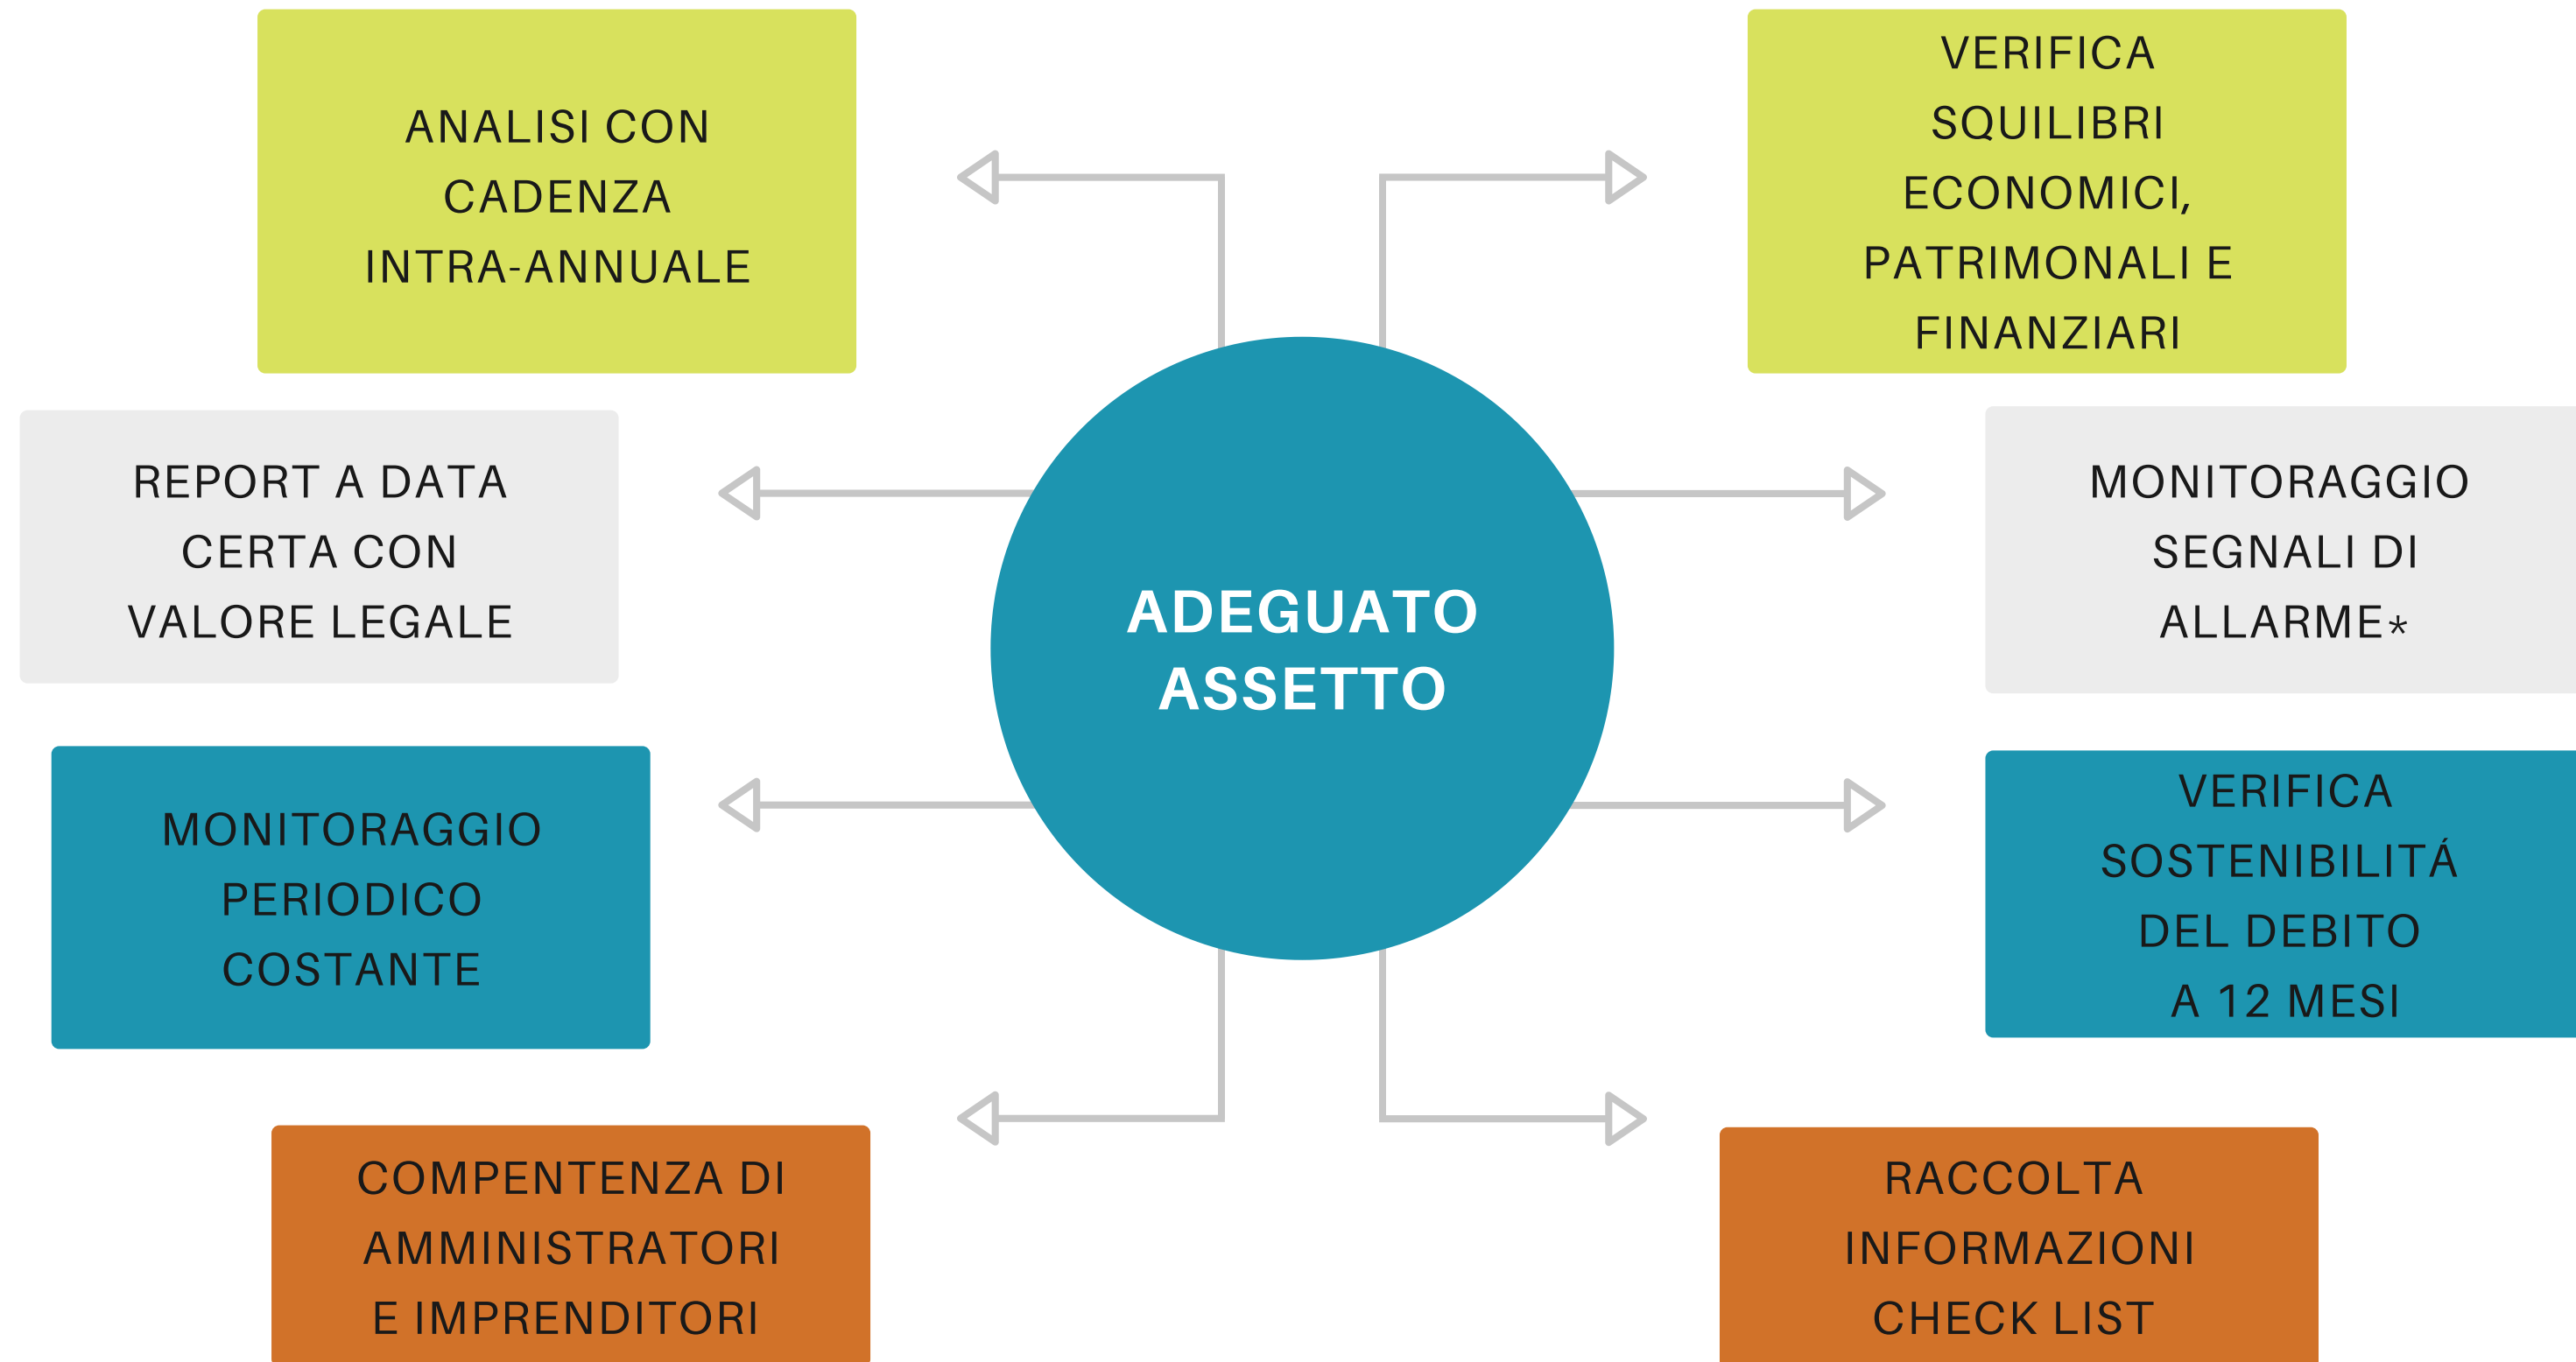 ANALISI CON
CADENZA
INTRA-ANNUALE
VERIFICA
SQUILIBRI
ECONOMICI,
PATRIMONALI E
FINANZIARI
REPORT A DATA
CERTA CON
VALORE LEGALE
MONITORAGGIO
SEGNALI DI
ALLARME*
ADEGUATO
ASSETTO
MONITORAGGIO
PERIODICO
COSTANTE
VERIFICA
SOSTENIBILITÁ
DEL DEBITO
A 12 MESI
COMPENTENZA DI
AMMINISTRATORI
E IMPRENDITORI
RACCOLTA
INFORMAZIONI
CHECK LIST